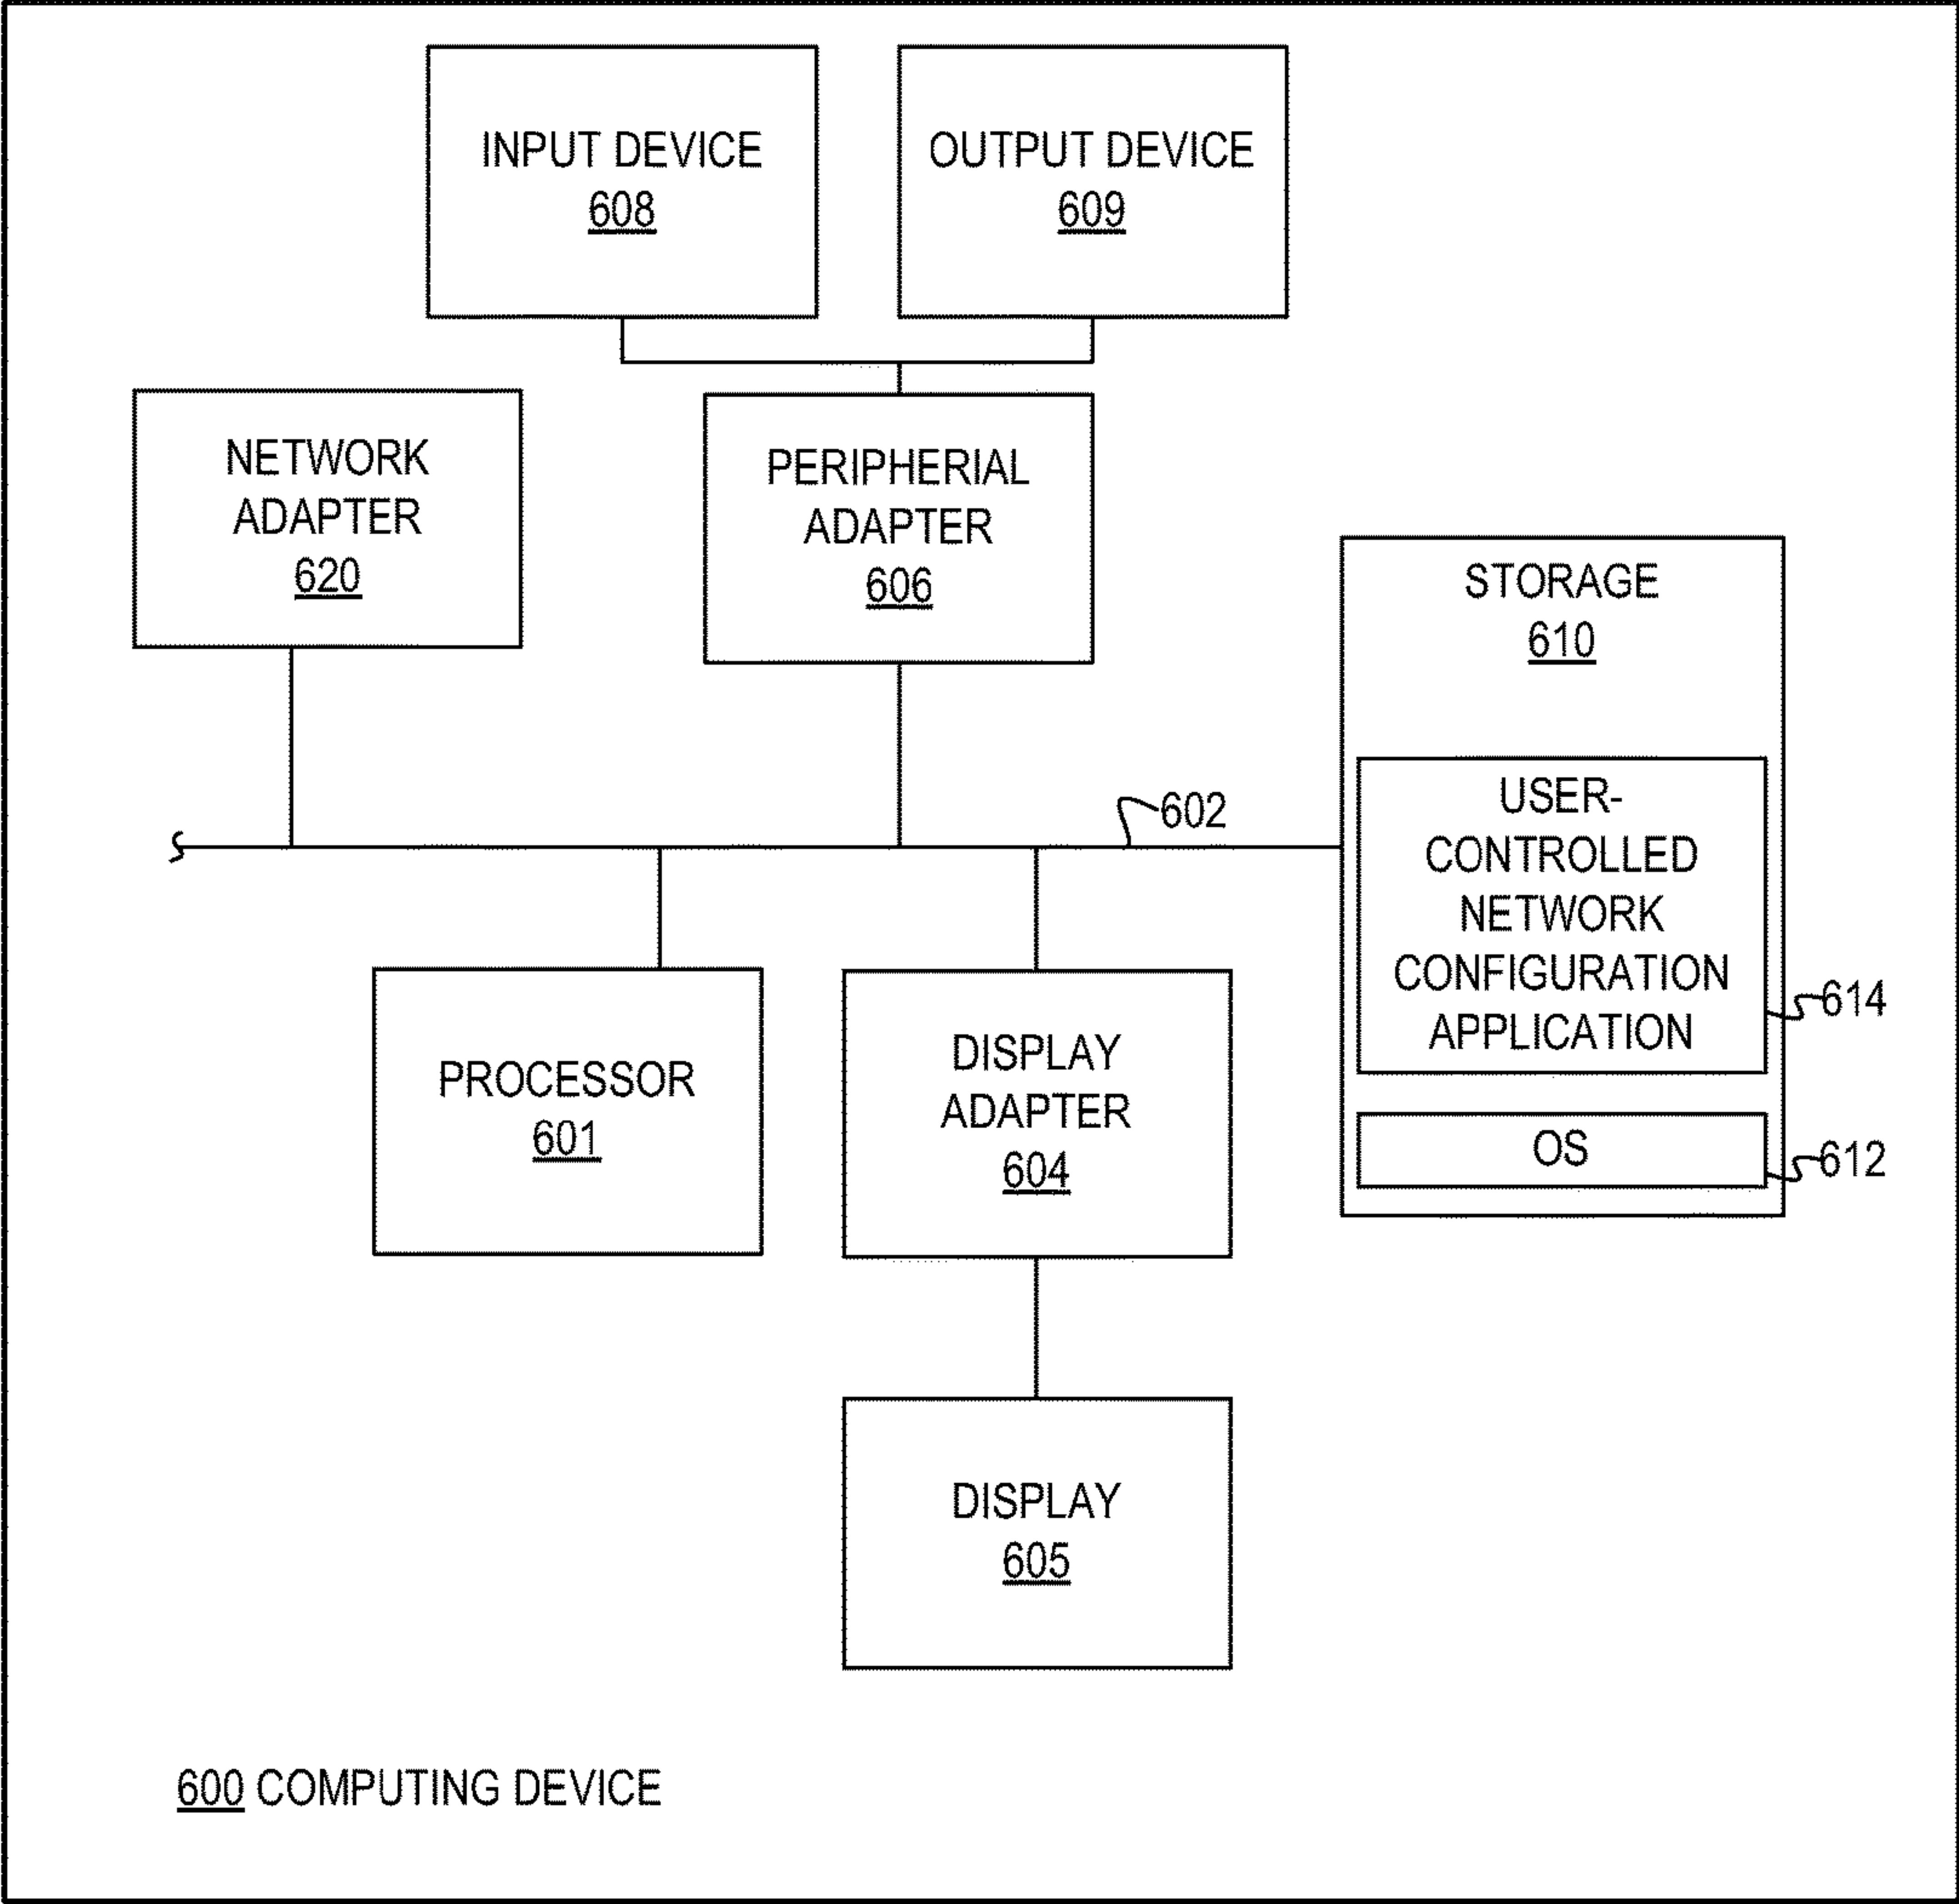 INPUT DEVICE
608
OUTPUT DEVICE
609
NETWORK
ADAPTER
620
PERIPHERIAL
ADAPTER
606
STORAGE
610
USER-
CONTROLLED
NETWORK
CONFIGURATION
APPLICATION
614
OS
612
602
PROCESSOR
601
DISPLAY
ADAPTER
604
DISPLAY
605
600 COMPUTING DEVICE